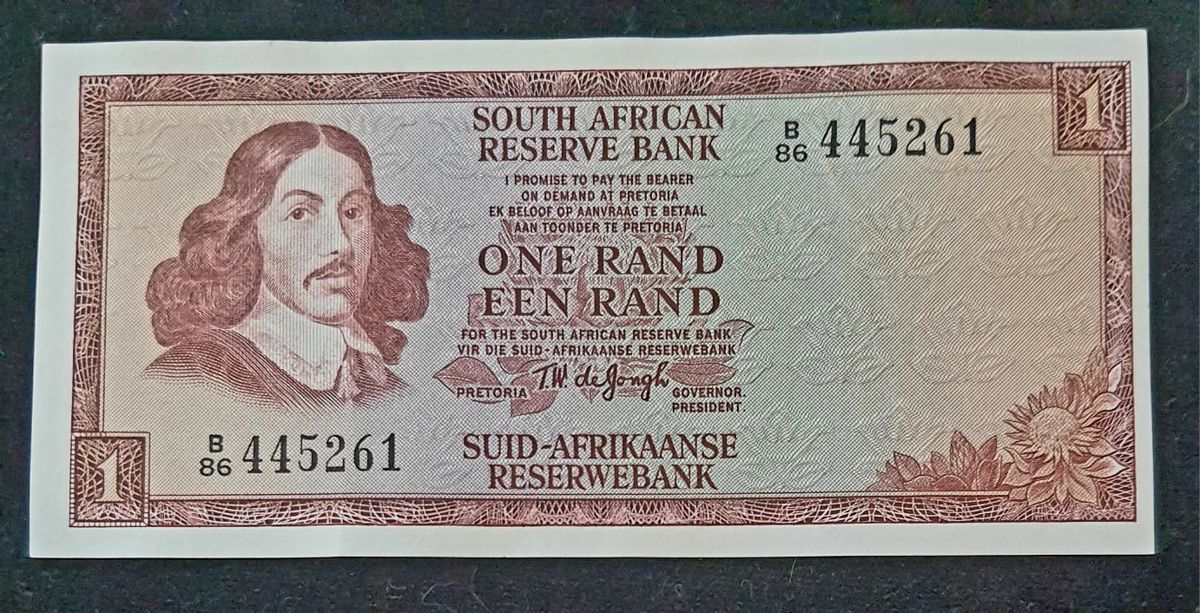 1
SOUTH AFRICAN
RESERVE BANK
B
86 445261
I PROMISE TO PAY THE BEARER
ON DEMAND AT PRETORIA
EK BELOOF OP AANVRAAG TE BETAAL
AAN TOONDER TE PRETORIA
ONE RAND
EEN RAND
FOR THE SOUTH AFRICAN RESERVE BANK
VIR DIE SUID-AFRIKAANSE RESERWEBANK
PRETORIA T.W. de Jongh GOVERNOR.
PRESIDENT.
B
86 445261
SUID-AFRIKAANSE
RESERWEBANK
1